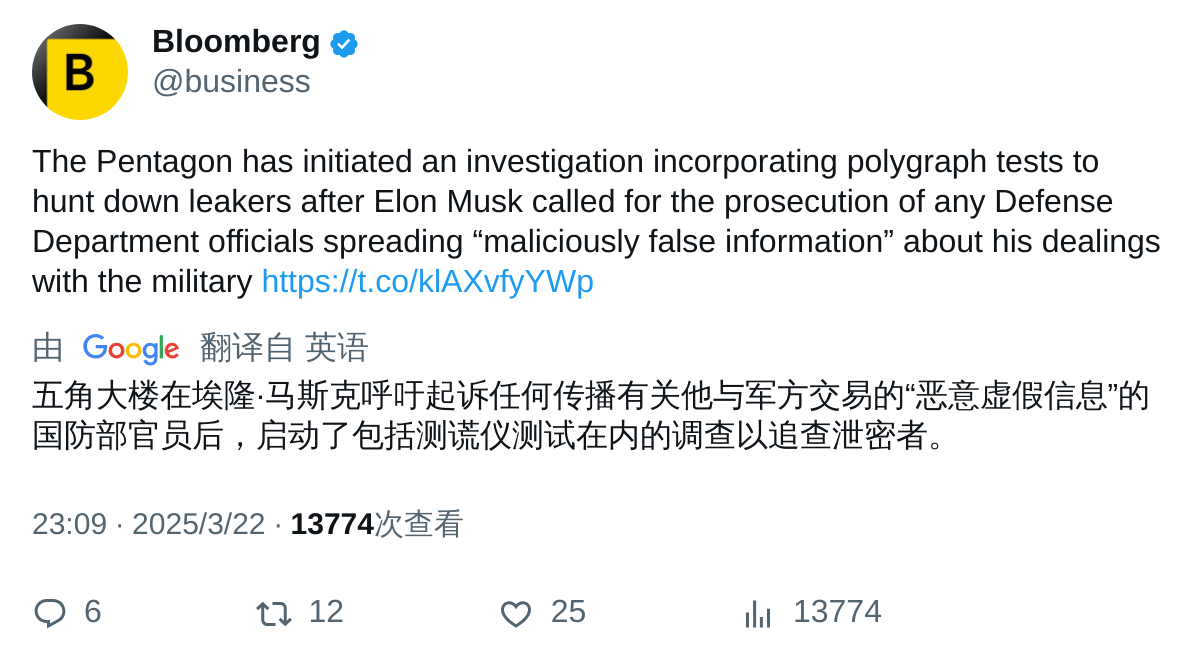 B
Bloomberg
@business
The Pentagon has initiated an investigation incorporating polygraph tests to
hunt down leakers after Elon Musk called for the prosecution of any Defense
Department officials spreading “maliciously false information” about his dealings
with the military https://t.co/klAXvfyYWp
由 Google 翻译自 英语
五角大楼在埃隆·马斯克呼吁起诉任何传播有关他与军方交易的“恶意虚假信息”的
国防部官员后，启动了包括测谎仪测试在内的调查以追查泄密者。
23:09 · 2025/3/22 · 13774次查看
6 12 25 13774